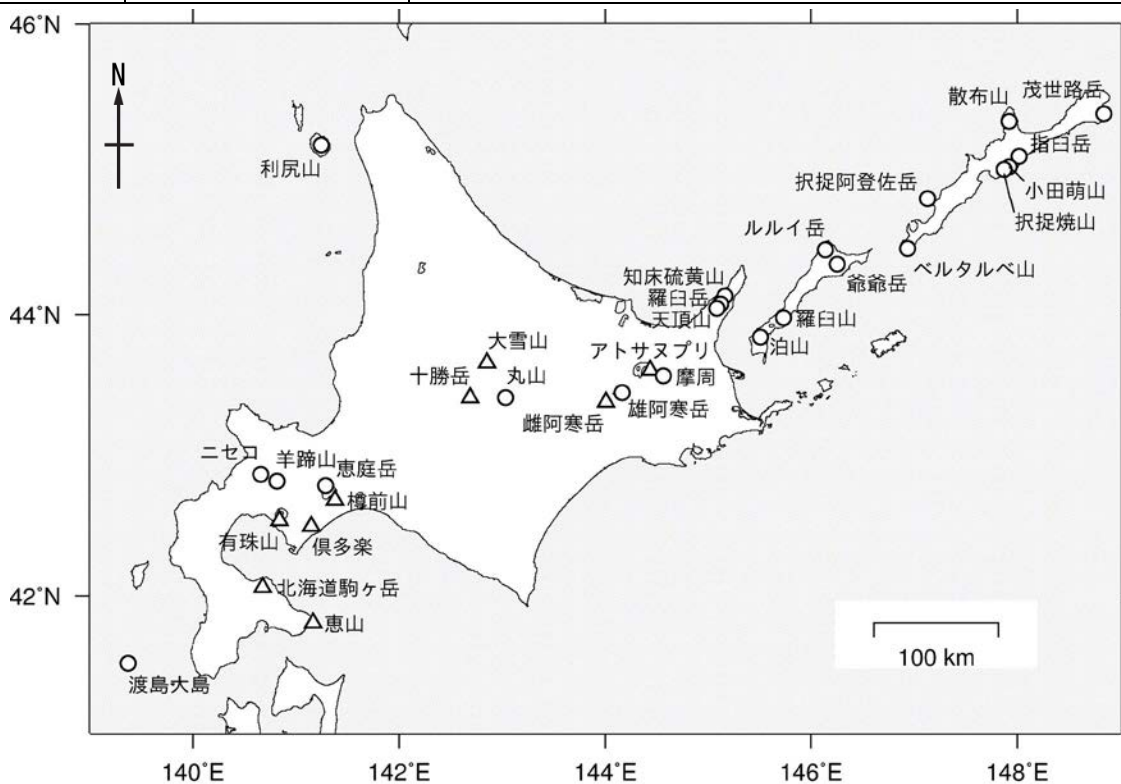 46˚N
N
散布山
茂世路岳
指臼岳
利尻山
択捉阿登佐岳
小田萌山
択捉焼山
ルルイ岳
ベルタルベ山
知床硫黄山
爺爺岳
羅臼岳
44˚N
天頂山
羅臼山
大雪山
アトサヌプリ
泊山
十勝岳
丸山
摩周
雌阿寒岳
雄阿寒岳
ニセコ
羊蹄山
恵庭岳
樽前山
有珠山
倶多楽
42˚N
北海道駒ヶ岳
恵山
100 km
渡島大島
140˚E
142˚E
144˚E
146˚E
148˚E